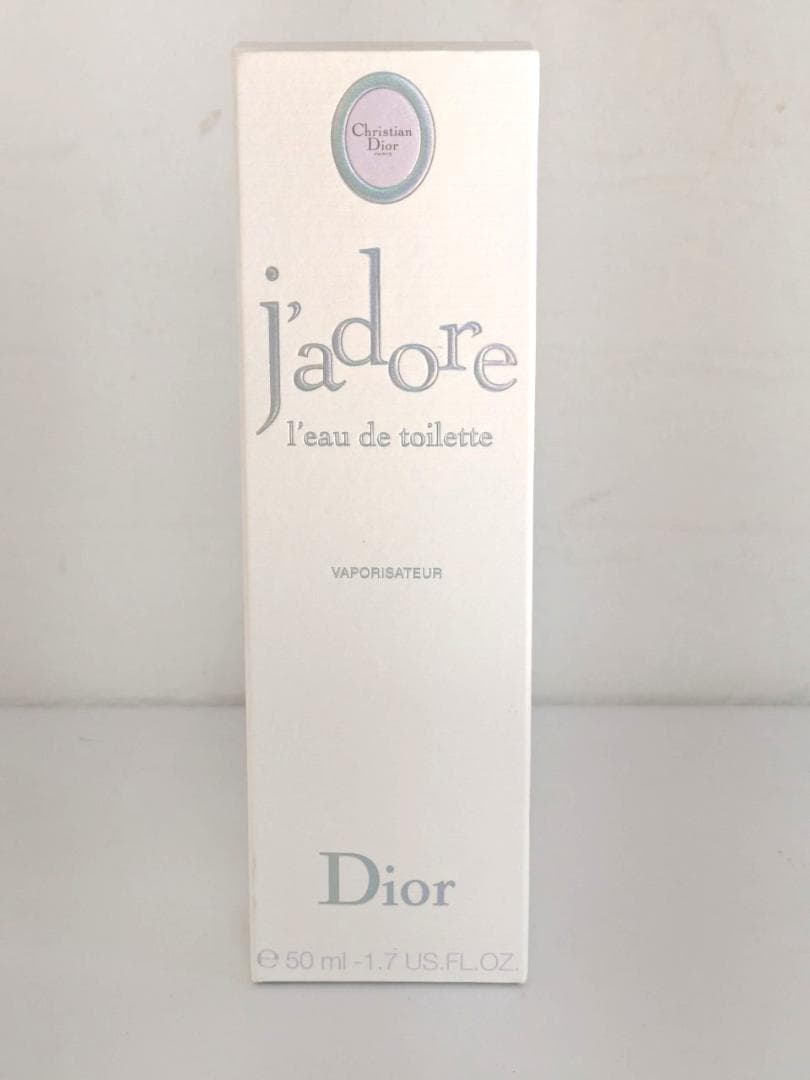 Christian
Dior
PARIS
j'adore
l'eau de toilette
VAPORISATEUR
Dior
℮ 50 ml - 1.7 US.FL.OZ.